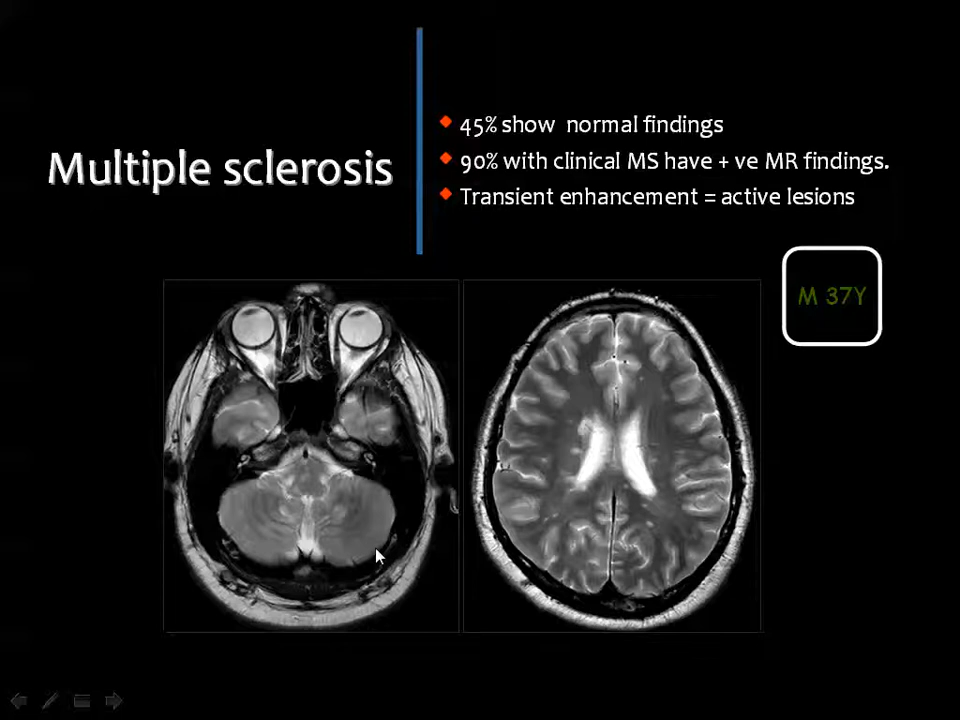 Multiple sclerosis
45% show normal findings
90% with clinical MS have + ve MR findings.
Transient enhancement = active lesions
M 37Y